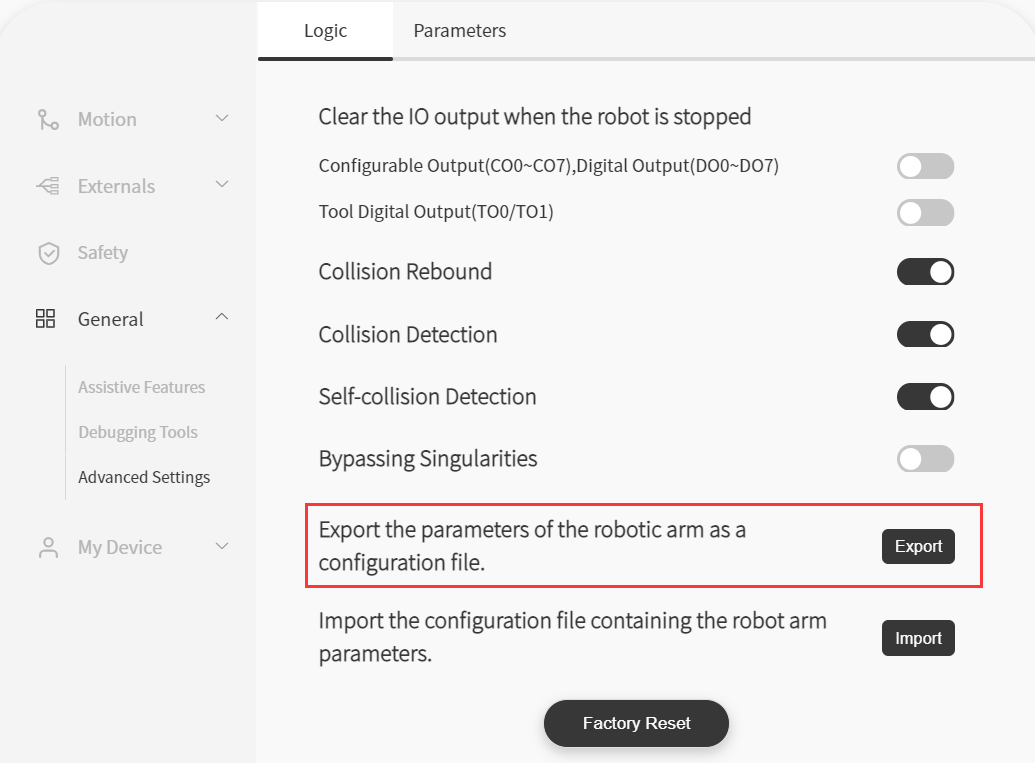 Logic
Parameters
Motion
Externals
Safety
General
Assistive Features
Debugging Tools
Advanced Settings
My Device
Clear the IO output when the robot is stopped
Configurable Output(CO0~CO7),Digital Output(DO0~DO7)
Tool Digital Output(TO0/TO1)
Collision Rebound
Collision Detection
Self-collision Detection
Bypassing Singularities
Export the parameters of the robotic arm as a
configuration file.
Export
Import the configuration file containing the robot arm
parameters.
Import
Factory Reset